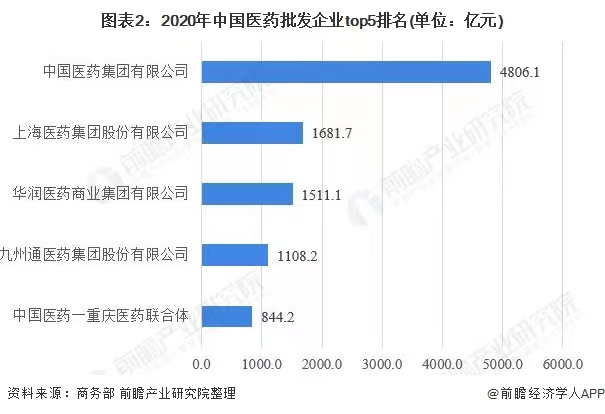 图表2：2020年中国医药批发企业top5排名(单位：亿元)
中国医药集团有限公司
4806.1
上海医药集团股份有限公司
1681.7
华润医药商业集团有限公司
1511.1
九州通医药集团股份有限公司
1108.2
中国医药一重庆医药联合体
844.2
0.0 1000.0 2000.0 3000.0 4000.0 5000.0 6000.0
前瞻产业研究院
资料来源：商务部 前瞻产业研究院整理
@前瞻经济学人APP